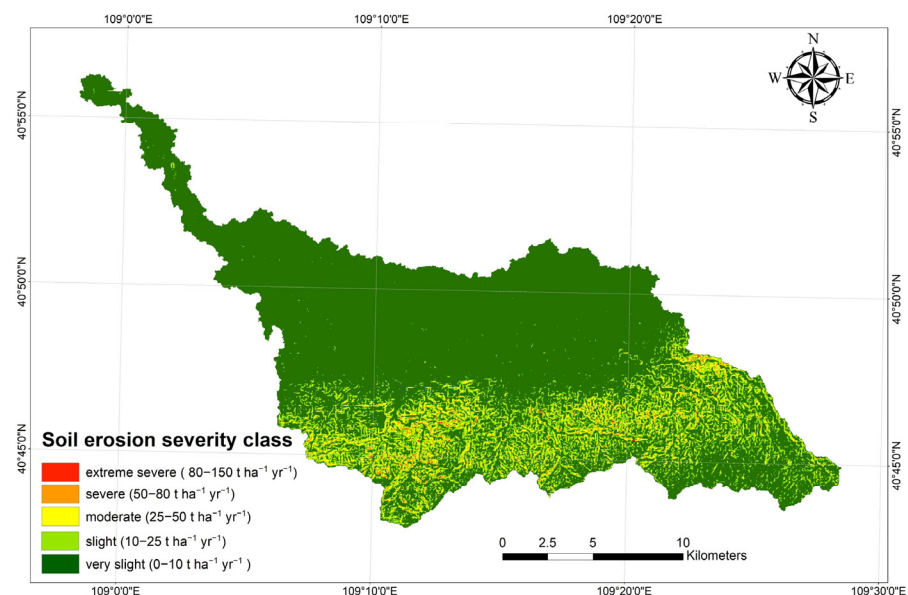 109°0'0"E 109°10'0"E 109°20'0"E
N
W E
S
40°55'0"N 40°55'0"N
40°50'0"N 40°50'0"N
40°45'0"N 40°45'0"N
Soil erosion severity class
extreme severe ( 80–150 t ha⁻¹ yr⁻¹)
severe (50–80 t ha⁻¹ yr⁻¹)
moderate (25–50 t ha⁻¹ yr⁻¹)
slight (10–25 t ha⁻¹ yr⁻¹)
very slight (0–10 t ha⁻¹ yr⁻¹ )
0 2.5 5 10
Kilometers
109°0'0"E 109°10'0"E 109°20'0"E 109°30'0"E